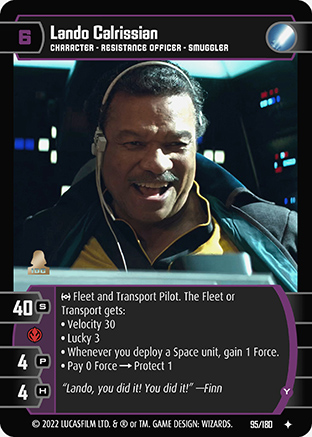 6
Lando Calrissian
CHARACTER - RESISTANCE OFFICER - SMUGGLER
40 S
4 P
4 H
Fleet and Transport Pilot. The Fleet or
Transport gets:
• Velocity 30
• Lucky 3
• Whenever you deploy a Space unit, gain 1 Force.
• Pay 0 Force → Protect 1
“Lando, you did it! You did it!” —Finn
Y
© 2022 LUCASFILM LTD. & ® OR TM. GAME DESIGN: WIZARDS.
95/180